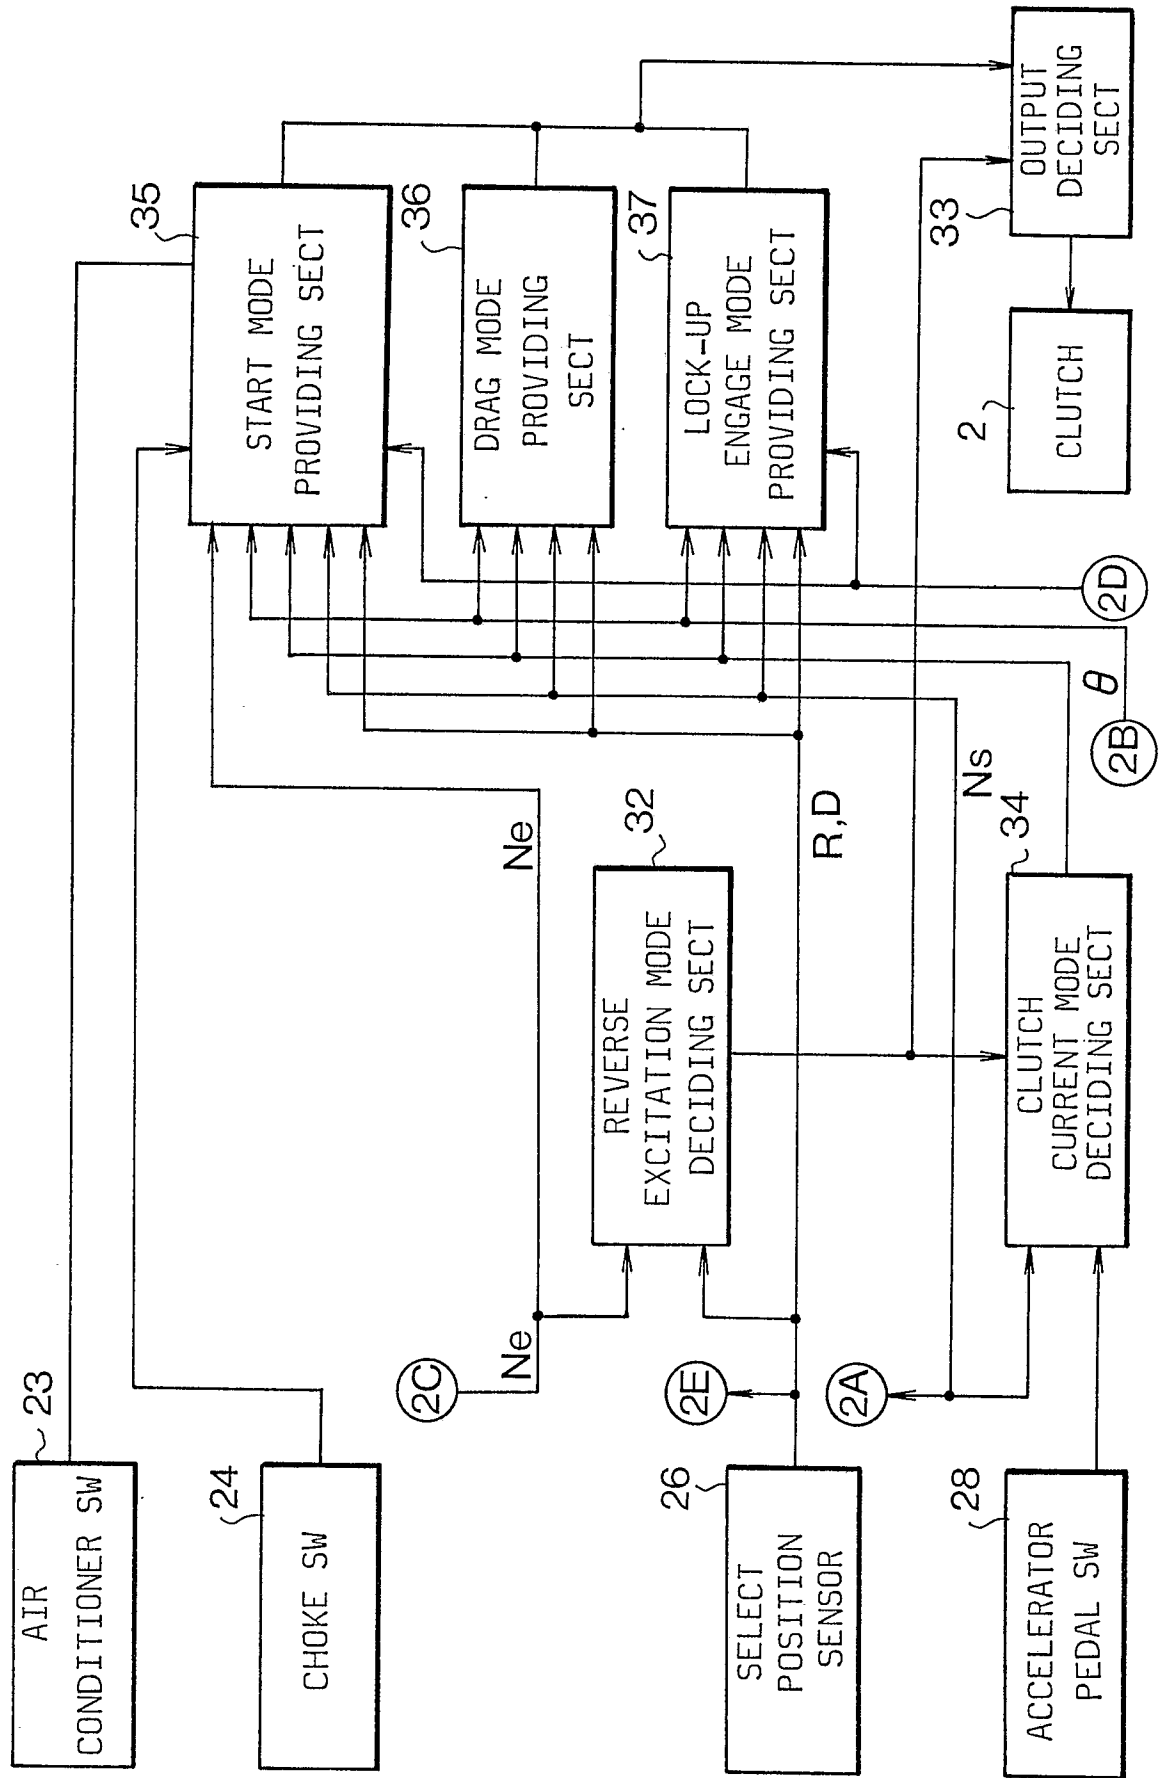 AIR
CONDITIONER SW
23
CHOKE SW
24
SELECT
POSITION
SENSOR
26
ACCELERATOR
PEDAL SW
28
2C
Ne
2E
2A
REVERSE
EXCITATION MODE
DECIDING SECT
32
Ne
R,D
CLUTCH
CURRENT MODE
DECIDING SECT
34
Ns
2B
θ
2D
START MODE
PROVIDING SECT
35
DRAG MODE
PROVIDING
SECT
36
LOCK-UP
ENGAGE MODE
PROVIDING SECT
37
CLUTCH
2
OUTPUT
DECIDING
SECT
33